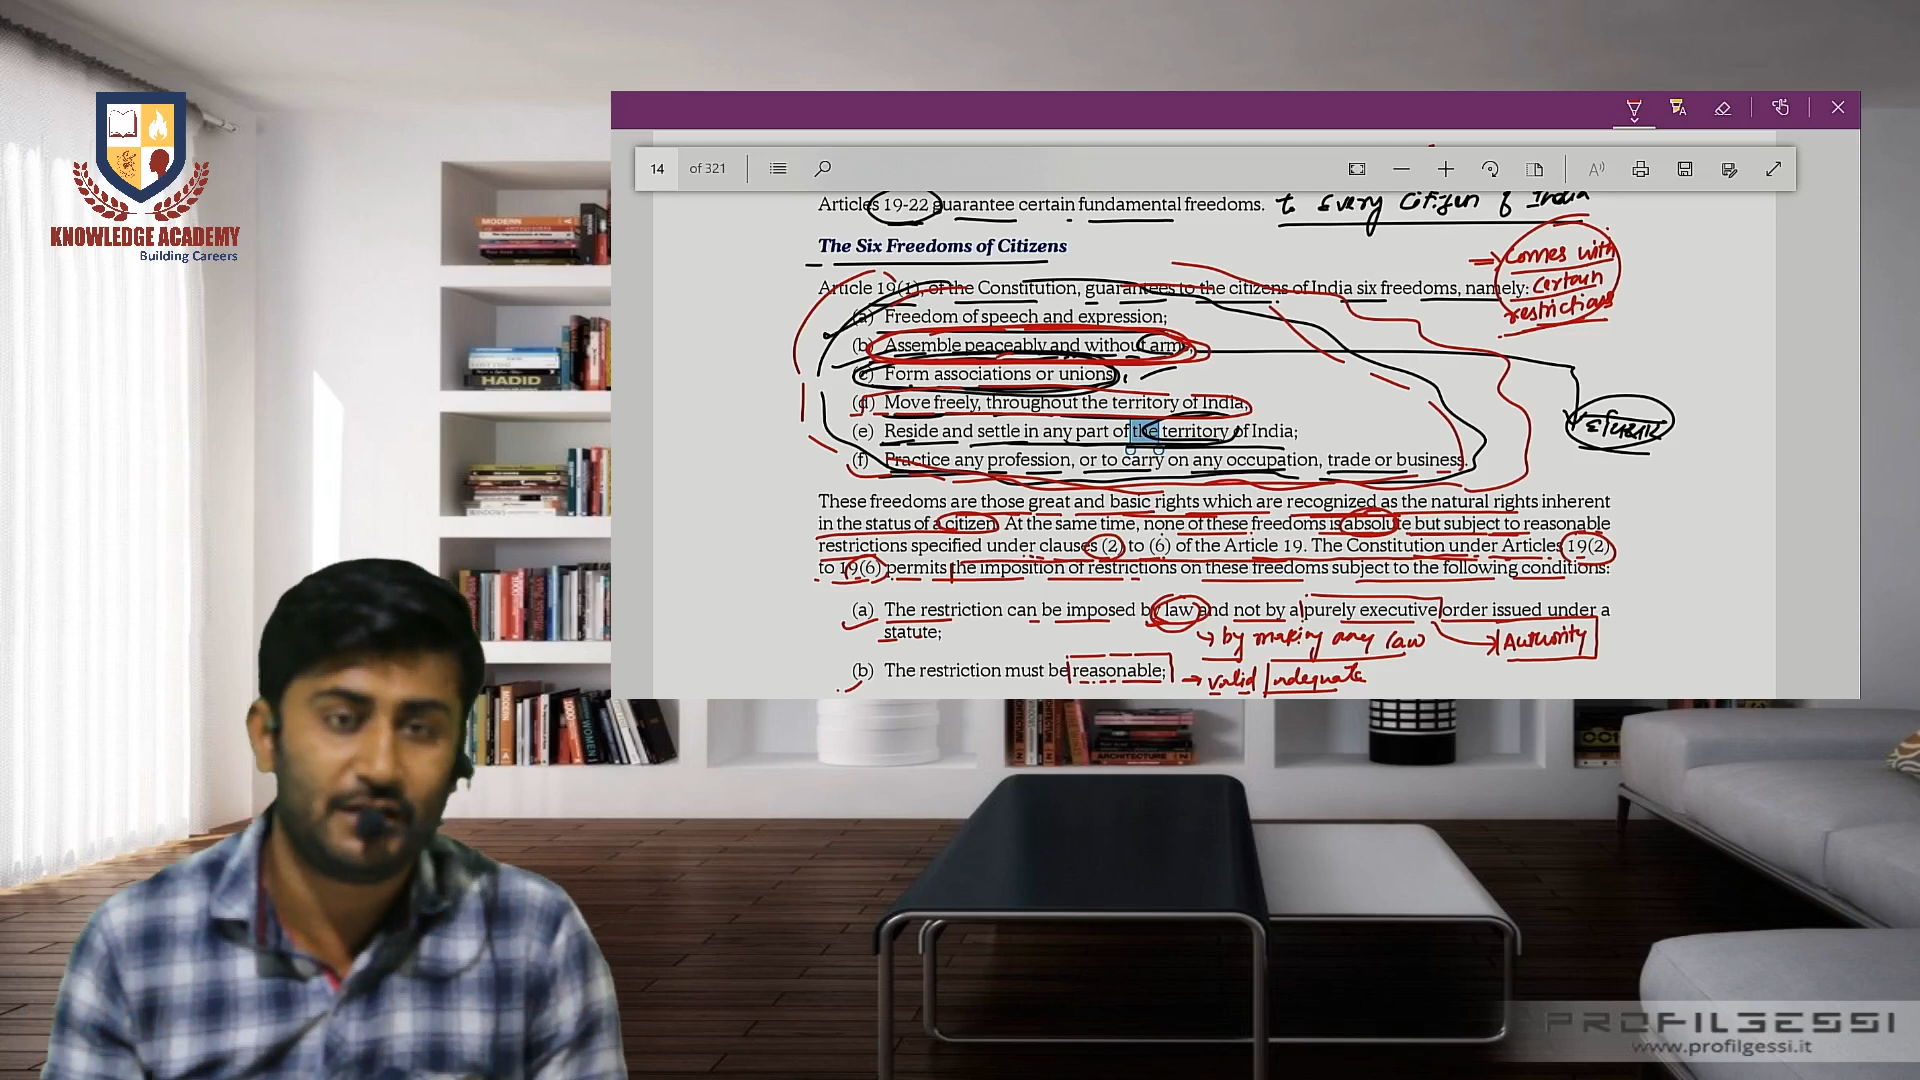 KNOWLEDGE ACADEMY
Building Careers
14 of 321
Articles 19-22 guarantee certain fundamental freedoms. to Every Citizen of India
The Six Freedoms of Citizens
=> Comes with
certain
restrictions
Article 19(1), of the Constitution, guarantees to the citizens of India six freedoms, namely:
(a) Freedom of speech and expression;
(b) Assemble peaceably and without arms,
(c) Form associations or unions,
(d) Move freely, throughout the territory of India,
(e) Reside and settle in any part of the territory of India;
(f) Practice any profession, or to carry on any occupation, trade or business.
These freedoms are those great and basic rights which are recognized as the natural rights inherent
in the status of a citizen. At the same time, none of these freedoms is absolute but subject to reasonable
restrictions specified under clauses (2) to (6) of the Article 19. The Constitution under Articles 19(2)
to 19(6) permits the imposition of restrictions on these freedoms subject to the following conditions:
(a) The restriction can be imposed by law and not by a purely executive order issued under a
statute;
by making any law
Authority
(b) The restriction must be reasonable;
→ valid
HADID
MODERN
1000
WOMEN
ARCHITECTURE
PROFILGESSI
www.profilgessi.it